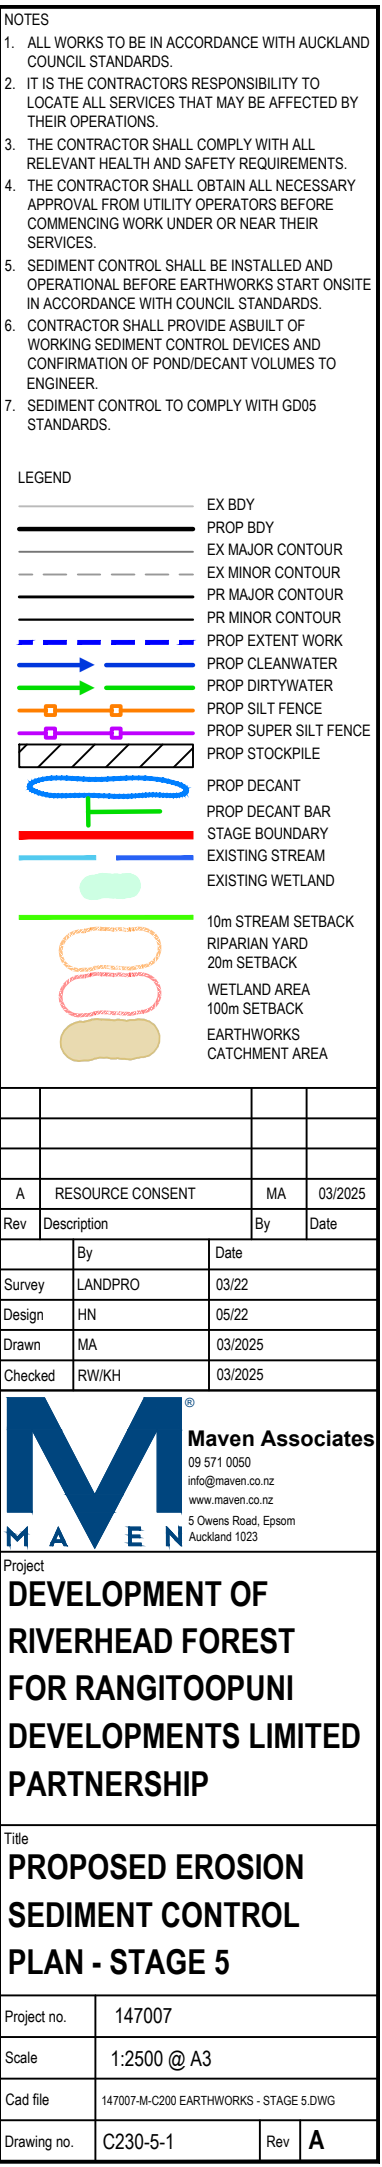 NOTES
1. ALL WORKS TO BE IN ACCORDANCE WITH AUCKLAND
COUNCIL STANDARDS.
2. IT IS THE CONTRACTORS RESPONSIBILITY TO
LOCATE ALL SERVICES THAT MAY BE AFFECTED BY
THEIR OPERATIONS.
3. THE CONTRACTOR SHALL COMPLY WITH ALL
RELEVANT HEALTH AND SAFETY REQUIREMENTS.
4. THE CONTRACTOR SHALL OBTAIN ALL NECESSARY
APPROVAL FROM UTILITY OPERATORS BEFORE
COMMENCING WORK UNDER OR NEAR THEIR
SERVICES.
5. SEDIMENT CONTROL SHALL BE INSTALLED AND
OPERATIONAL BEFORE EARTHWORKS START ONSITE
IN ACCORDANCE WITH COUNCIL STANDARDS.
6. CONTRACTOR SHALL PROVIDE ASBUILT OF
WORKING SEDIMENT CONTROL DEVICES AND
CONFIRMATION OF POND/DECANT VOLUMES TO
ENGINEER.
7. SEDIMENT CONTROL TO COMPLY WITH GD05
STANDARDS.
LEGEND
EX BDY
PROP BDY
EX MAJOR CONTOUR
EX MINOR CONTOUR
PR MAJOR CONTOUR
PR MINOR CONTOUR
PROP EXTENT WORK
PROP CLEANWATER
PROP DIRTYWATER
PROP SILT FENCE
PROP SUPER SILT FENCE
PROP STOCKPILE
PROP DECANT
PROP DECANT BAR
STAGE BOUNDARY
EXISTING STREAM
EXISTING WETLAND
10m STREAM SETBACK
RIPARIAN YARD
20m SETBACK
WETLAND AREA
100m SETBACK
EARTHWORKS
CATCHMENT AREA
A RESOURCE CONSENT MA 03/2025
Rev Description By Date
By Date
Survey LANDPRO 03/22
Design HN 05/22
Drawn MA 03/2025
Checked RW/KH 03/2025
®
MAVEN
Maven Associates
09 571 0050
info@maven.co.nz
www.maven.co.nz
5 Owens Road, Epsom
Auckland 1023
Project
DEVELOPMENT OF
RIVERHEAD FOREST
FOR RANGITOOPUNI
DEVELOPMENTS LIMITED
PARTNERSHIP
Title
PROPOSED EROSION
SEDIMENT CONTROL
PLAN - STAGE 5
Project no. 147007
Scale 1:2500 @ A3
Cad file 147007-M-C200 EARTHWORKS - STAGE 5.DWG
Drawing no. C230-5-1 Rev A